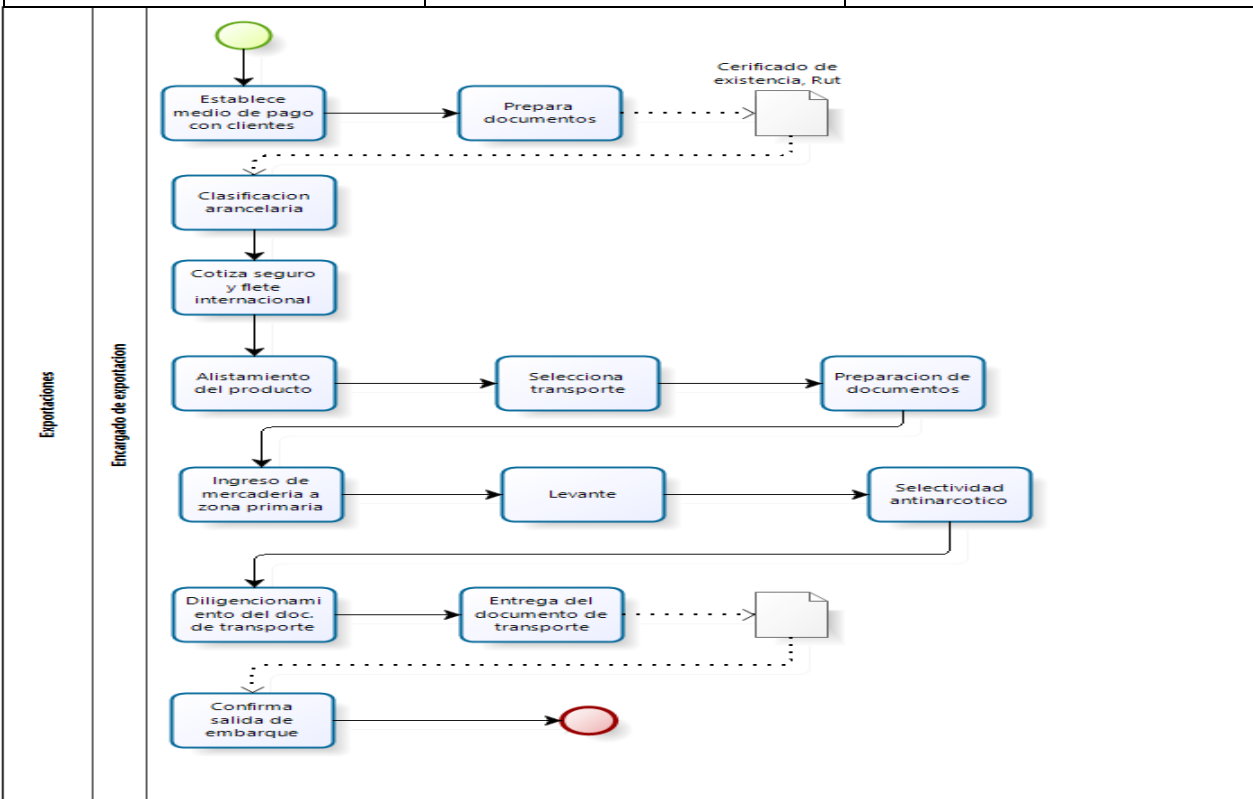 Exportaciones
Encargado de exportacion
Establece
medio de pago
con clientes
Prepara
documentos
Cerificado de
existencia, Rut
Clasificacion
arancelaria
Cotiza seguro
y flete
internacional
Alistamiento
del producto
Selecciona
transporte
Preparacion de
documentos
Ingreso de
mercaderia a
zona primaria
Levante
Selectividad
antinarcotico
Diligencionami
ento del doc.
de transporte
Entrega del
documento de
transporte
Confirma
salida de
embarque